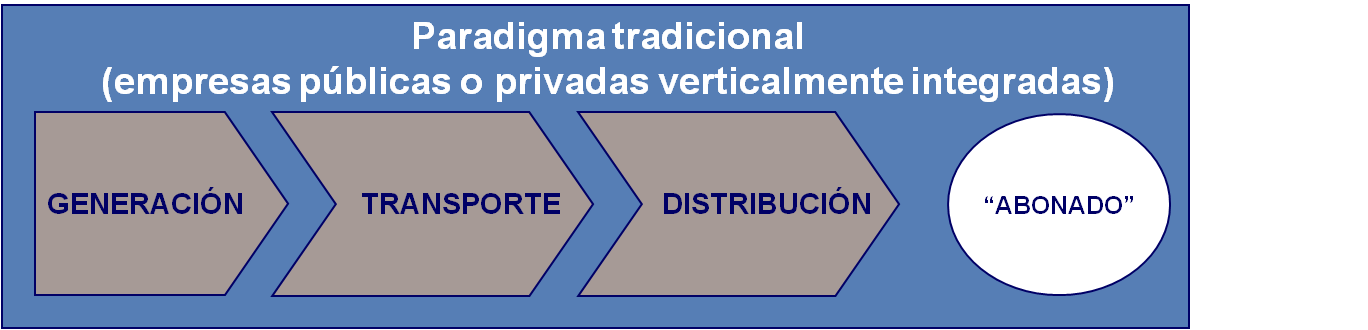 Paradigma tradicional
(empresas públicas o privadas verticalmente integradas)
GENERACIÓN
TRANSPORTE
DISTRIBUCIÓN
“ABONADO”